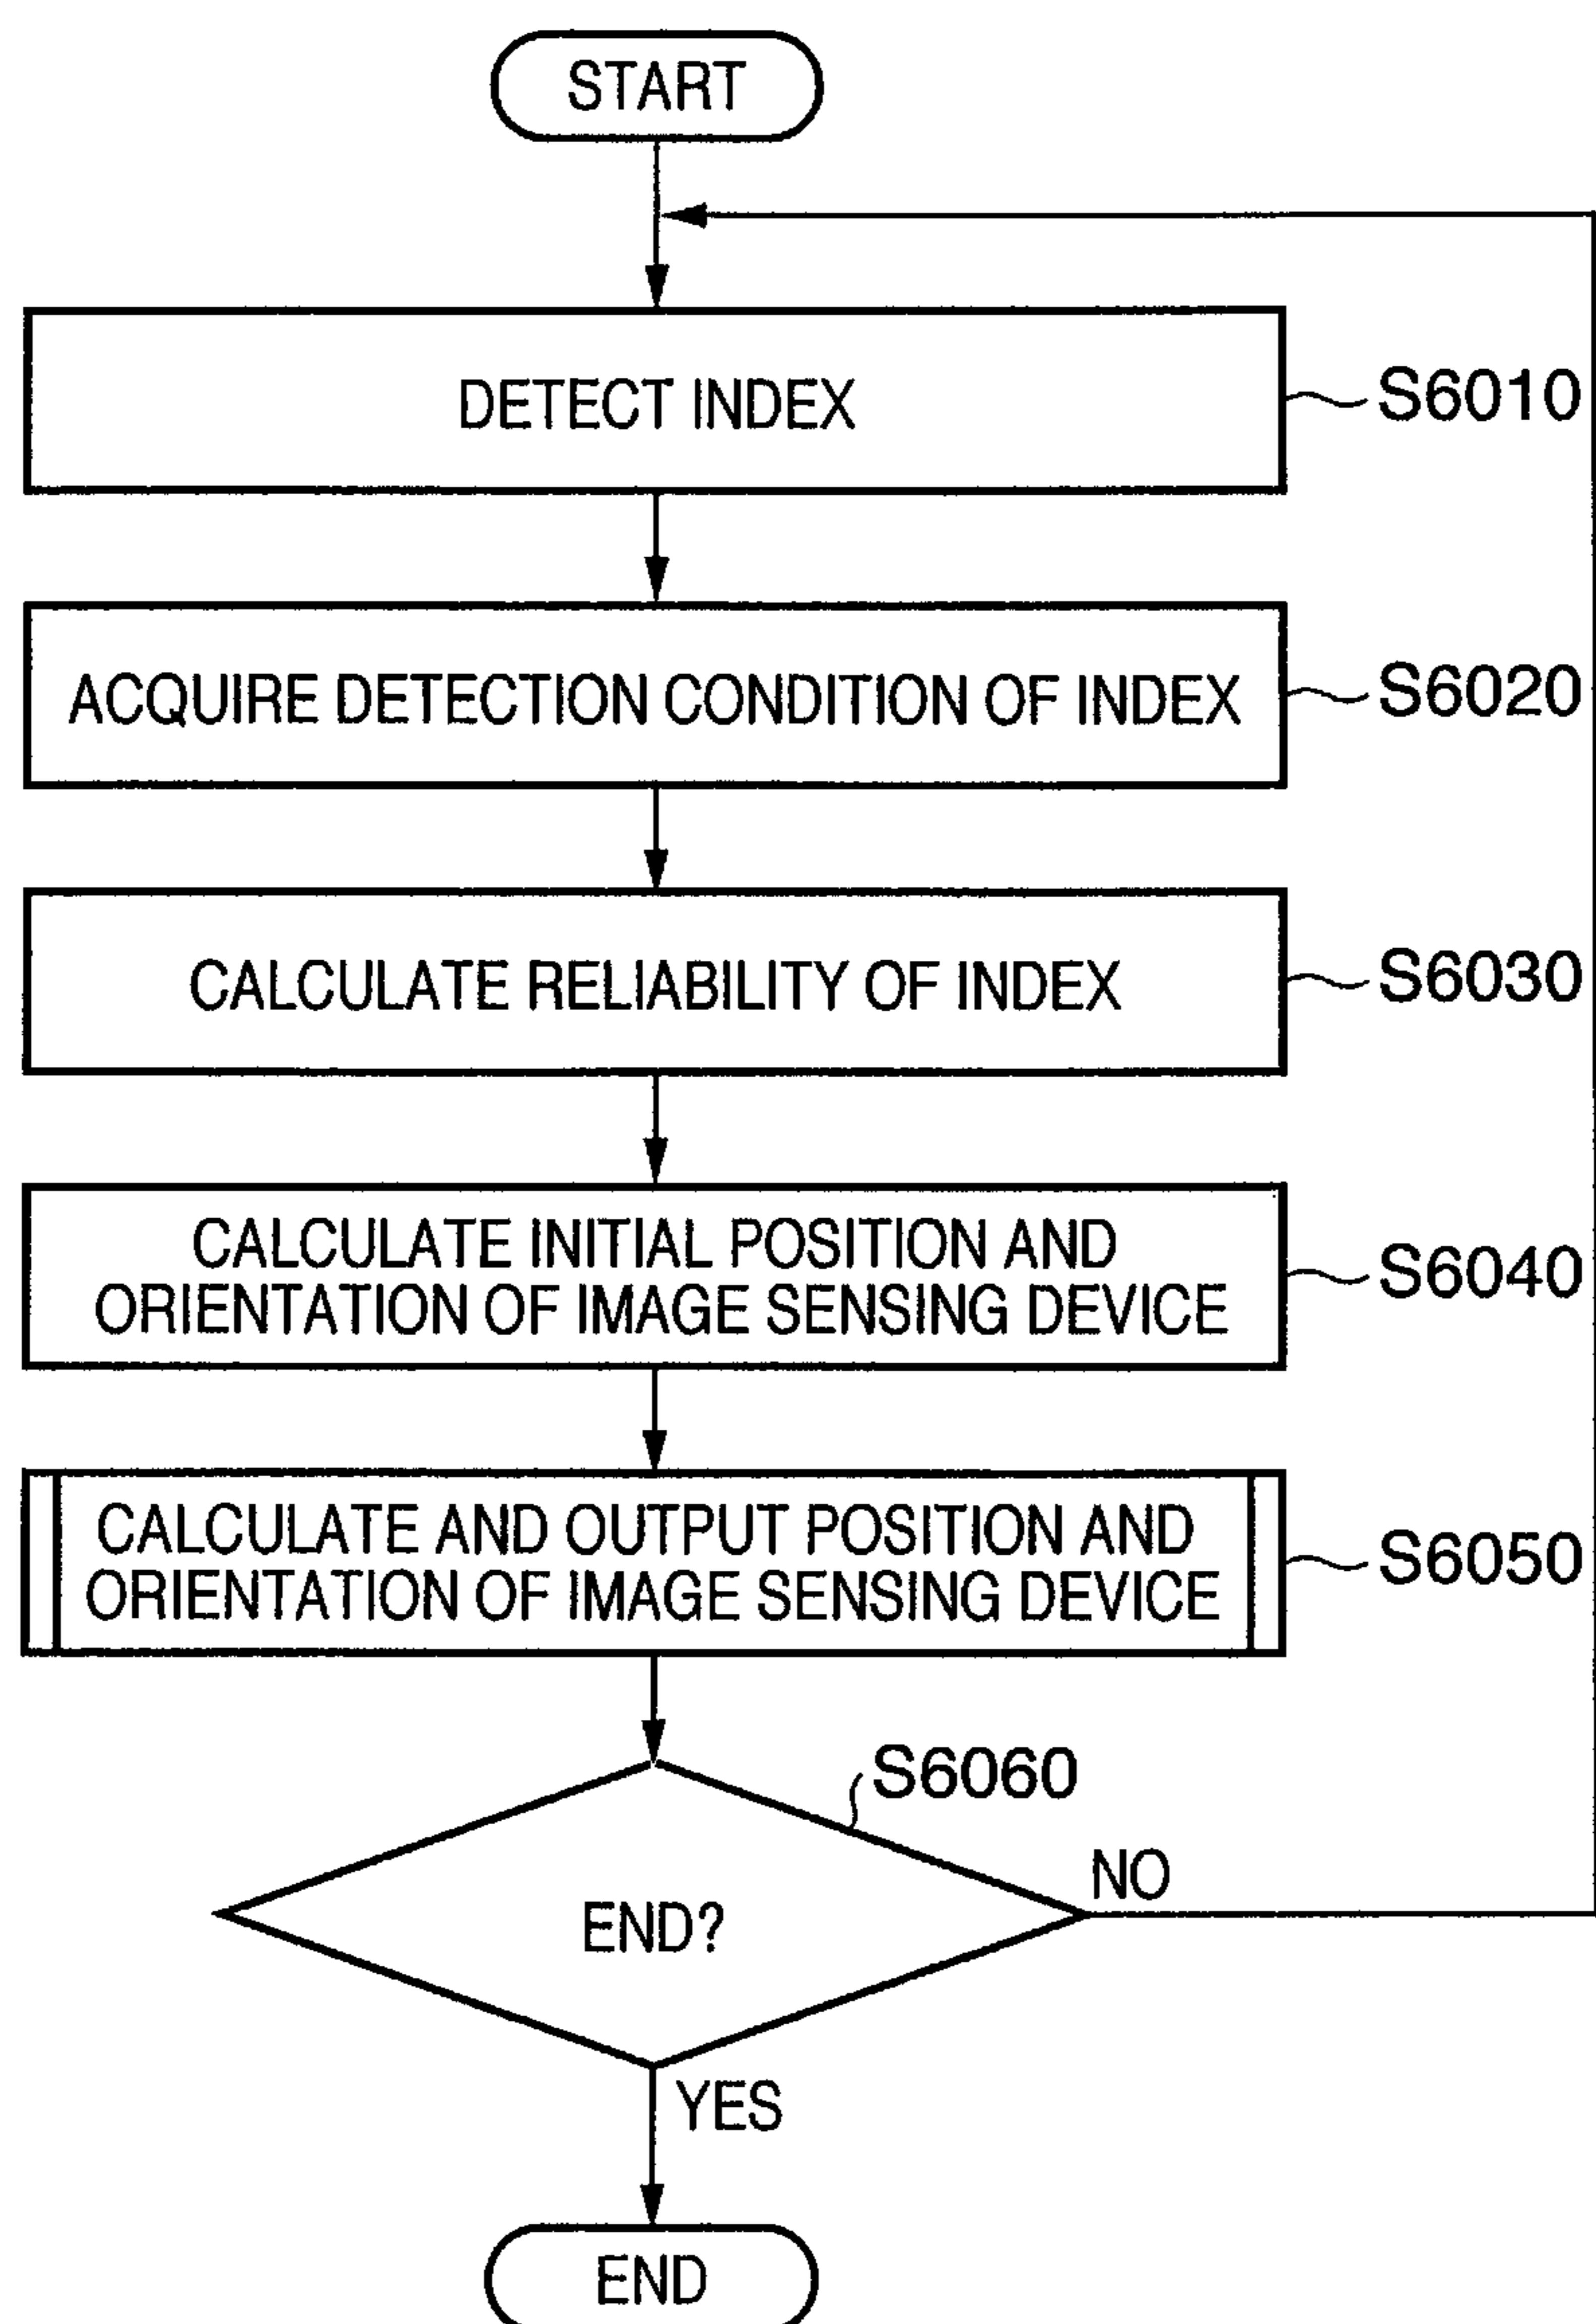 START
DETECT INDEX
S6010
ACQUIRE DETECTION CONDITION OF INDEX
S6020
CALCULATE RELIABILITY OF INDEX
S6030
CALCULATE INITIAL POSITION AND
ORIENTATION OF IMAGE SENSING DEVICE
S6040
CALCULATE AND OUTPUT POSITION AND
ORIENTATION OF IMAGE SENSING DEVICE
S6050
S6060
NO
END?
YES
END